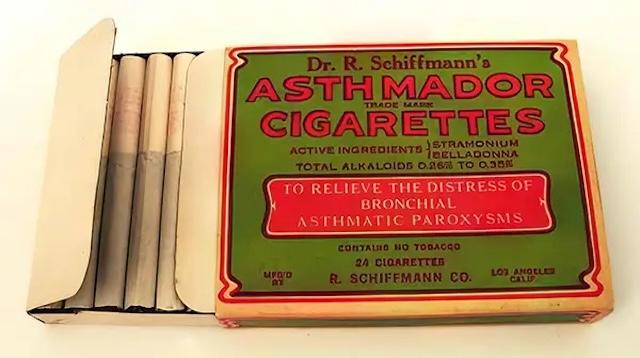 Dr. R. Schiffmann's
ASTHMADOR
TRADE MARK
CIGARETTES
ACTIVE INGREDIENTS } STRAMONIUM
BELLADONNA
TOTAL ALKALOIDS 0.26% TO 0.35%
TO RELIEVE THE DISTRESS OF
BRONCHIAL
ASTHMATIC PAROXYSMS
CONTAINS NO TOBACCO
24 CIGARETTES
MFG'D BY R. SCHIFFMANN CO. LOS ANGELES CALIF.